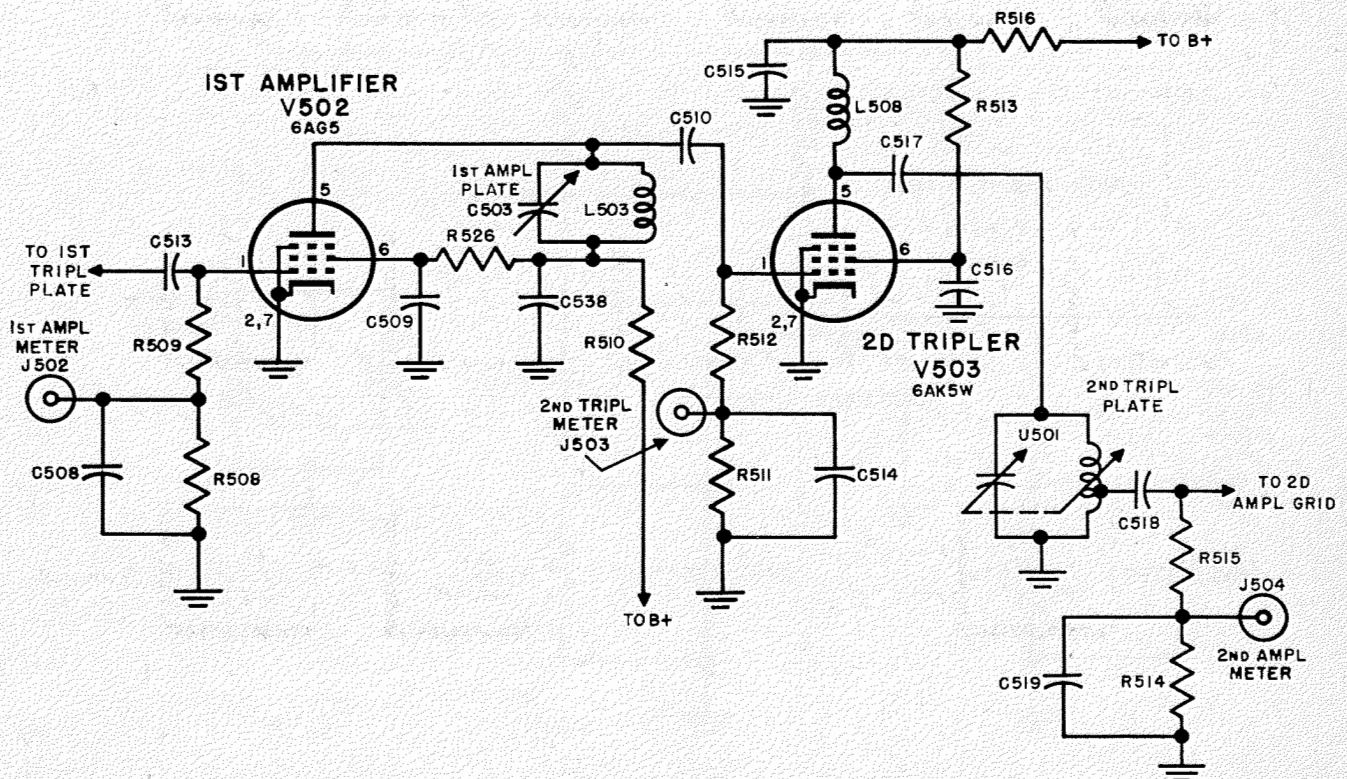 R516
TO B+
C515
1ST AMPLIFIER
V502
6AG5
L508
R513
C510
C517
5
1ST AMPL
PLATE
C503
L503
5
TO 1ST
TRIPL
PLATE
C513
1
6
R526
1
6
C516
2,7
C509
C538
R510
R512
2,7
2D TRIPLER
V503
6AK5W
1ST AMPL
METER
J502
R509
2ND TRIPL
METER
J503
2ND TRIPL
PLATE
U501
C508
R508
R511
C514
C518
TO 2D
AMPL GRID
R515
TO B+
J504
2ND AMPL
METER
C519
R514